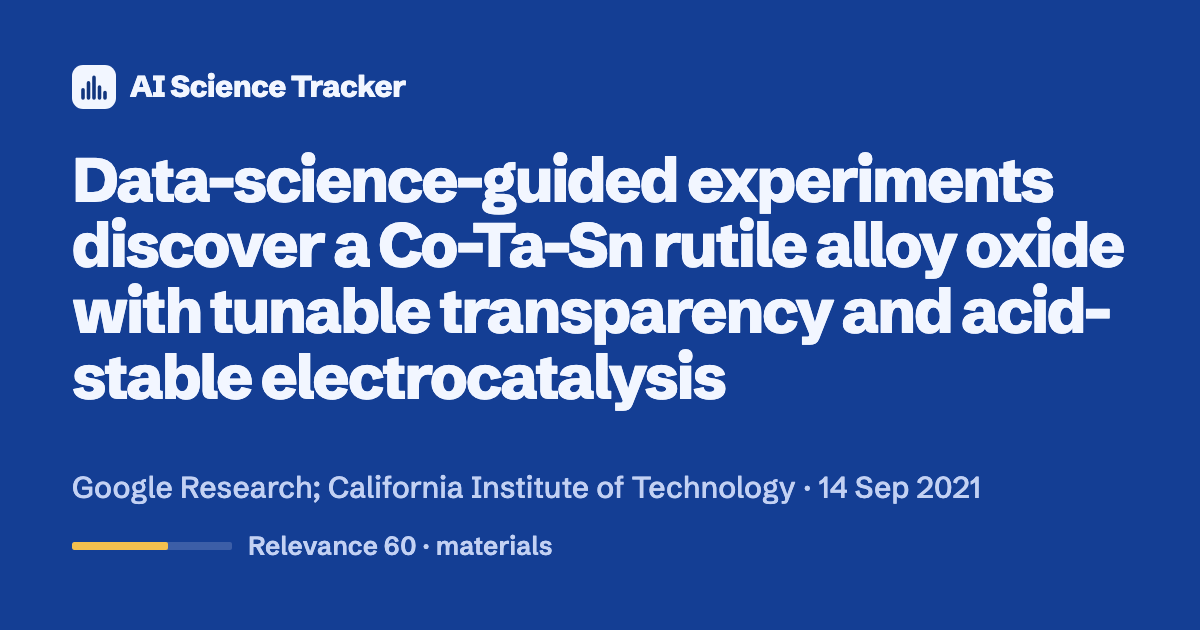 AI Science Tracker
Data-science-guided experiments
discover a Co-Ta-Sn rutile alloy oxide
with tunable transparency and acid-
stable electrocatalysis
Google Research; California Institute of Technology · 14 Sep 2021
Relevance 60 · materials